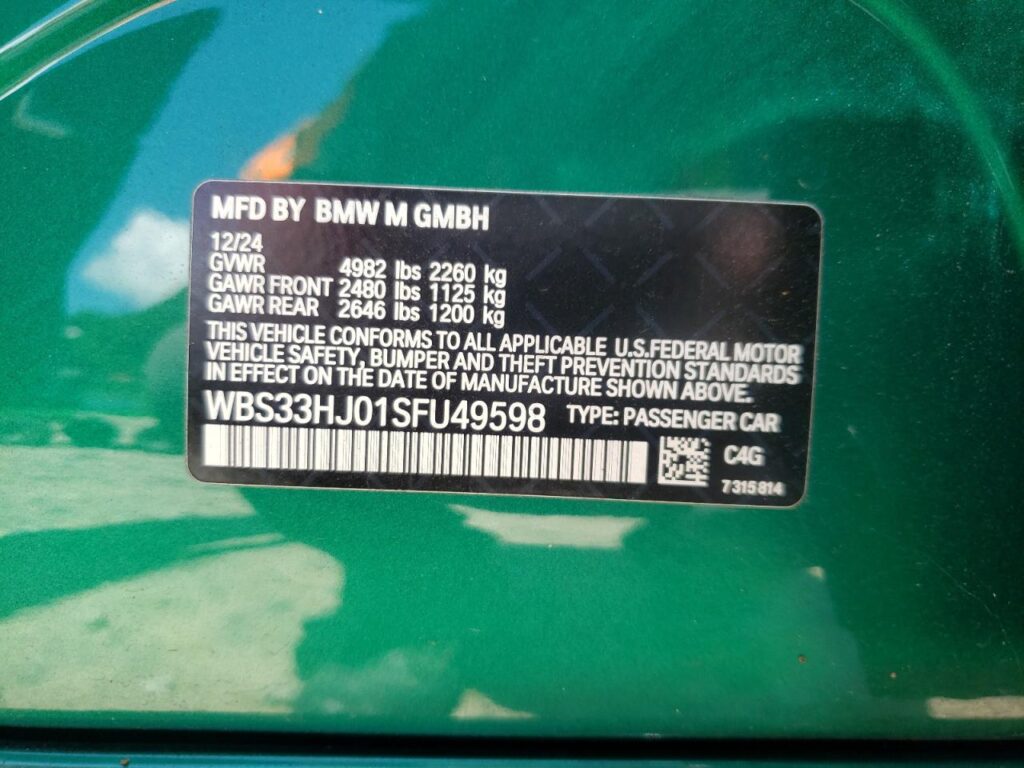 MFD BY BMW M GMBH
12/24
GVWR 4982 lbs 2260 kg
GAWR FRONT 2480 lbs 1125 kg
GAWR REAR 2646 lbs 1200 kg
THIS VEHICLE CONFORMS TO ALL APPLICABLE U.S.FEDERAL MOTOR
VEHICLE SAFETY, BUMPER AND THEFT PREVENTION STANDARDS
IN EFFECT ON THE DATE OF MANUFACTURE SHOWN ABOVE.
WBS33HJ01SFU49598 TYPE: PASSENGER CAR
C4G
7315814